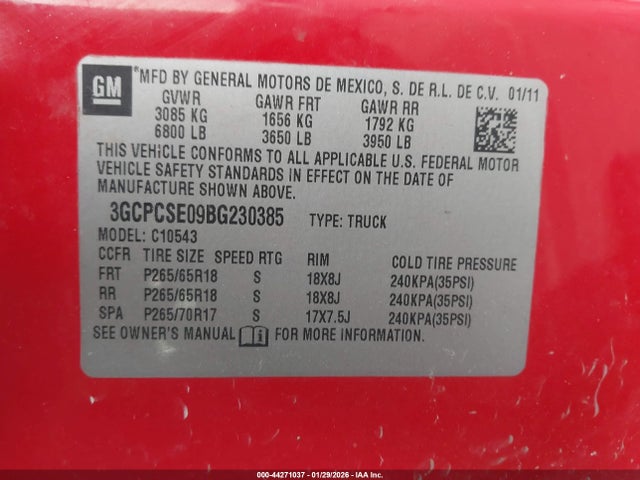 GM
*MFD BY GENERAL MOTORS DE MEXICO, S. DE R.L. DE C.V. 01/11
GVWR GAWR FRT GAWR RR
3085 KG 1656 KG 1792 KG
6800 LB 3650 LB 3950 LB
THIS VEHICLE CONFORMS TO ALL APPLICABLE U.S. FEDERAL MOTOR
VEHICLE SAFETY STANDARDS IN EFFECT ON THE DATE OF
MANUFACTURE SHOWN ABOVE.
3GCPCSE09BG230385 TYPE: TRUCK
MODEL: C10543
CCFR TIRE SIZE SPEED RTG RIM COLD TIRE PRESSURE
FRT P265/65R18 S 18X8J 240KPA(35PSI)
RR P265/65R18 S 18X8J 240KPA(35PSI)
SPA P265/70R17 S 17X7.5J 240KPA(35PSI)
SEE OWNER'S MANUAL i FOR MORE INFORMATION.
000-44271037 - 01/29/2026 - IAA Inc.